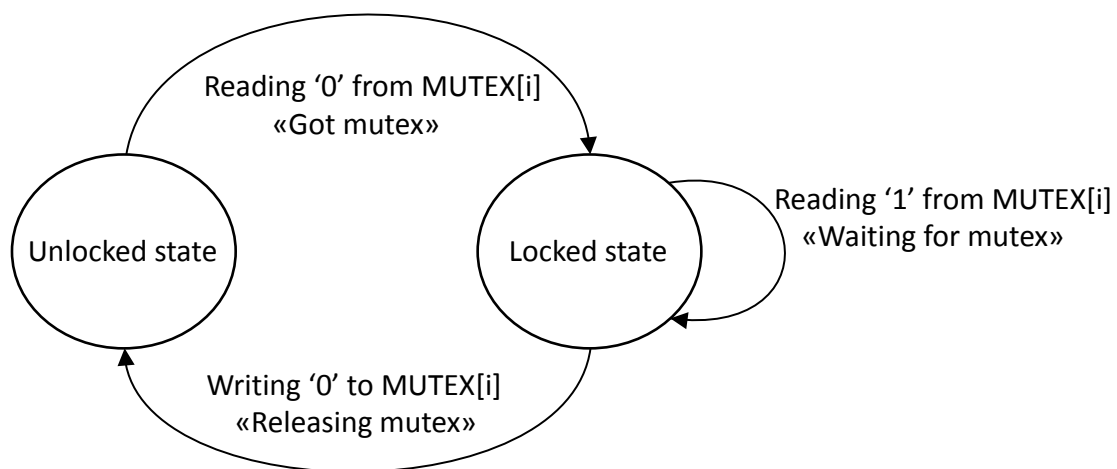 Reading ‘0’ from MUTEX[i]
«Got mutex»
Unlocked state
Locked state
Reading ‘1’ from MUTEX[i]
«Waiting for mutex»
Writing ‘0’ to MUTEX[i]
«Releasing mutex»